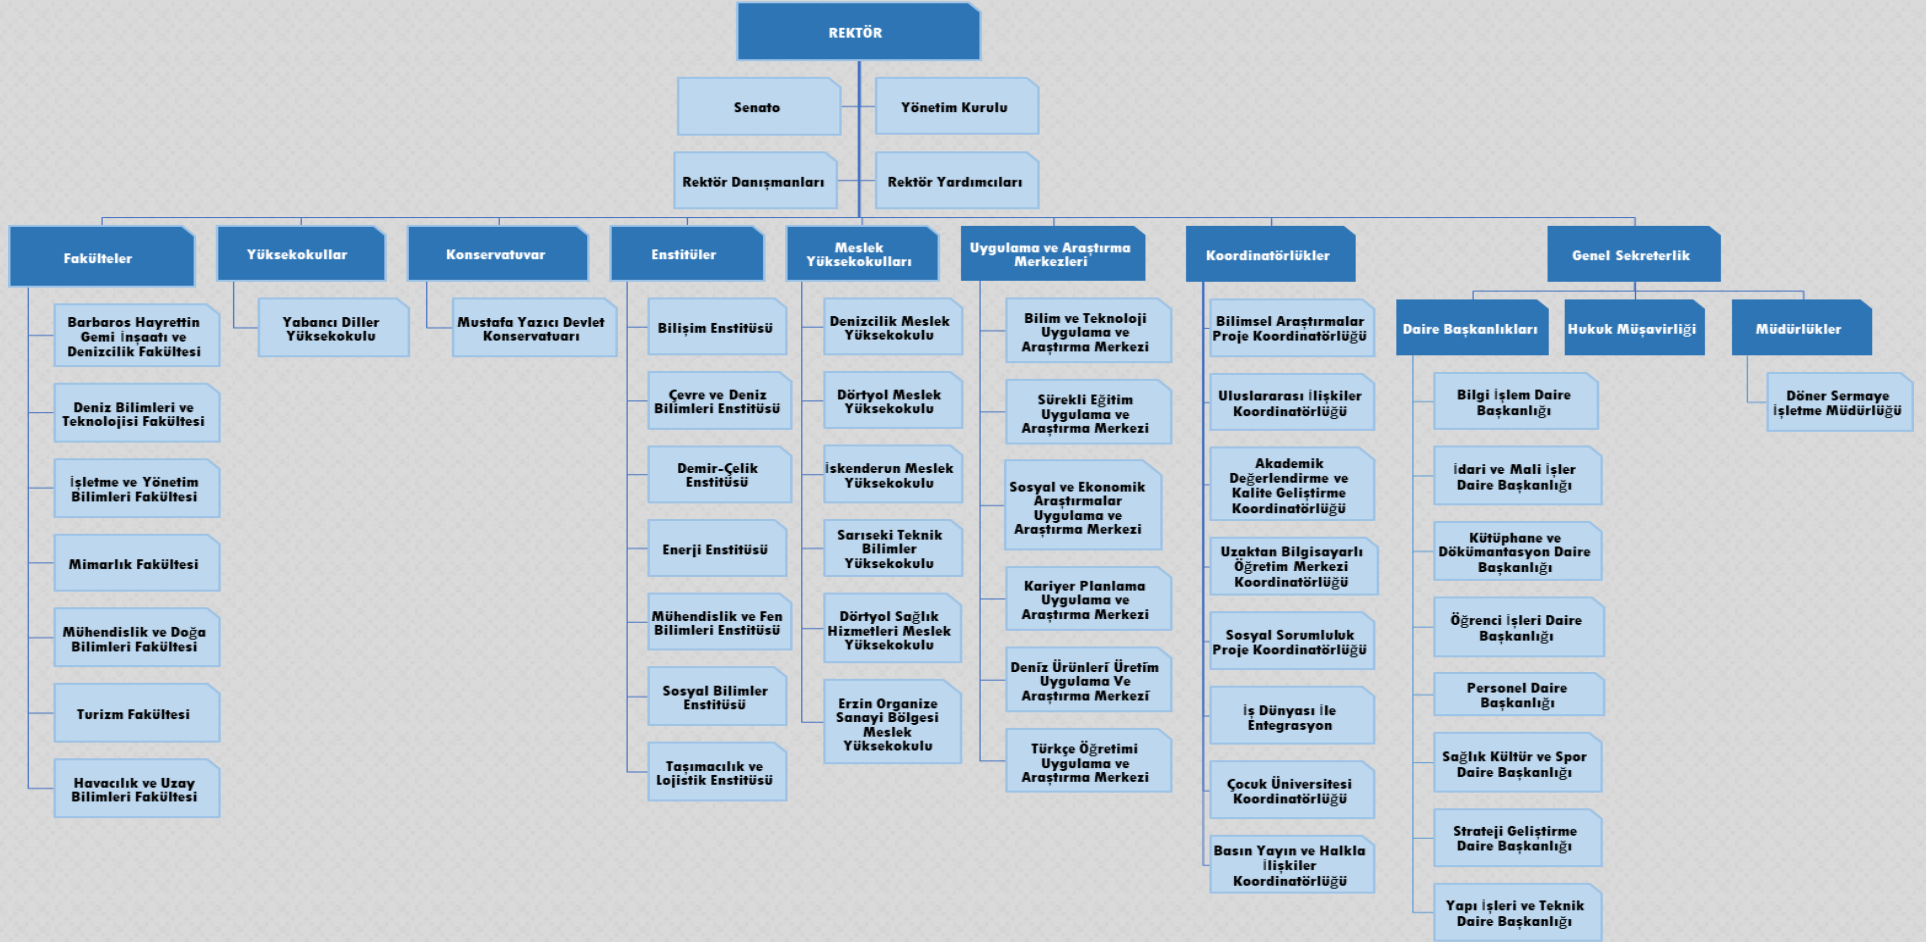 REKTÖR
Senato
Yönetim Kurulu
Rektör Danışmanları
Rektör Yardımcıları
Fakülteler
Barbaros Hayrettin
Gemi İnşaatı ve
Denizcilik Fakültesi
Deniz Bilimleri ve
Teknolojisi Fakültesi
İşletme ve Yönetim
Bilimleri Fakültesi
Mimarlık Fakültesi
Mühendislik ve Doğa
Bilimleri Fakültesi
Turizm Fakültesi
Havacılık ve Uzay
Bilimleri Fakültesi
Yüksekokullar
Yabancı Diller
Yüksekokulu
Konservatuvar
Mustafa Yazıcı Devlet
Konservatuarı
Enstitüler
Bilişim Enstitüsü
Çevre ve Deniz
Bilimleri Enstitüsü
Demir-Çelik
Enstitüsü
Enerji Enstitüsü
Mühendislik ve Fen
Bilimleri Enstitüsü
Sosyal Bilimler
Enstitüsü
Taşımacılık ve
Lojistik Enstitüsü
Meslek
Yüksekokulları
Denizcilik Meslek
Yüksekokulu
Dörtyol Meslek
Yüksekokulu
İskenderun Meslek
Yüksekokulu
Sarıseki Teknik
Bilimler
Yüksekokulu
Dörtyol Sağlık
Hizmetleri Meslek
Yüksekokulu
Erzin Organize
Sanayi Bölgesi
Meslek
Yüksekokulu
Uygulama ve Araştırma
Merkezleri
Bilim ve Teknoloji
Uygulama ve
Araştırma Merkezi
Sürekli Eğitim
Uygulama ve
Araştırma Merkezi
Sosyal ve Ekonomik
Araştırmalar
Uygulama ve
Araştırma Merkezi
Kariyer Planlama
Uygulama ve
Araştırma Merkezi
Deniz Ürünleri Üretim
Uygulama Ve
Araştırma Merkezi
Türkçe Öğretimi
Uygulama ve
Araştırma Merkezi
Koordinatörlükler
Bilimsel Araştırmalar
Proje Koordinatörlüğü
Uluslararası İlişkiler
Koordinatörlüğü
Akademik
Değerlendirme ve
Kalite Geliştirme
Koordinatörlüğü
Uzaktan Bilgisayarlı
Öğretim Merkezi
Koordinatörlüğü
Sosyal Sorumluluk
Proje Koordinatörlüğü
İş Dünyası İle
Entegrasyon
Çocuk Üniversitesi
Koordinatörlüğü
Basın Yayın ve Halkla
İlişkiler
Koordinatörlüğü
Genel Sekreterlik
Daire Başkanlıkları
Bilgi İşlem Daire
Başkanlığı
İdari ve Mali İşler
Daire Başkanlığı
Kütüphane ve
Dökümantasyon Daire
Başkanlığı
Öğrenci İşleri Daire
Başkanlığı
Personel Daire
Başkanlığı
Sağlık Kültür ve Spor
Daire Başkanlığı
Strateji Geliştirme
Daire Başkanlığı
Yapı İşleri ve Teknik
Daire Başkanlığı
Hukuk Müşavirliği
Müdürlükler
Döner Sermaye
İşletme Müdürlüğü